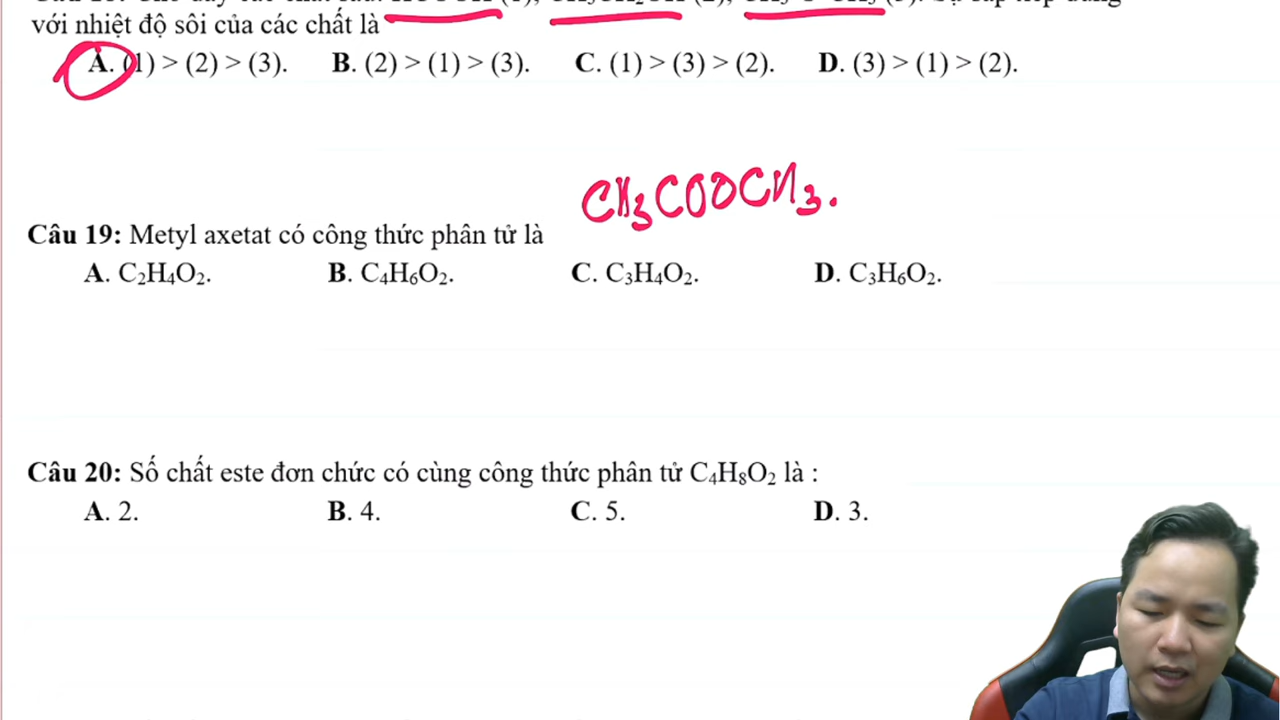 với nhiệt độ sôi của các chất là
A. (1) > (2) > (3). B. (2) > (1) > (3). C. (1) > (3) > (2). D. (3) > (1) > (2).
CH₃COOCH₃.
Câu 19: Metyl axetat có công thức phân tử là
A. C₂H₄O₂. B. C₄H₆O₂. C. C₃H₄O₂. D. C₃H₆O₂.
Câu 20: Số chất este đơn chức có cùng công thức phân tử C₄H₈O₂ là :
A. 2. B. 4. C. 5. D. 3.